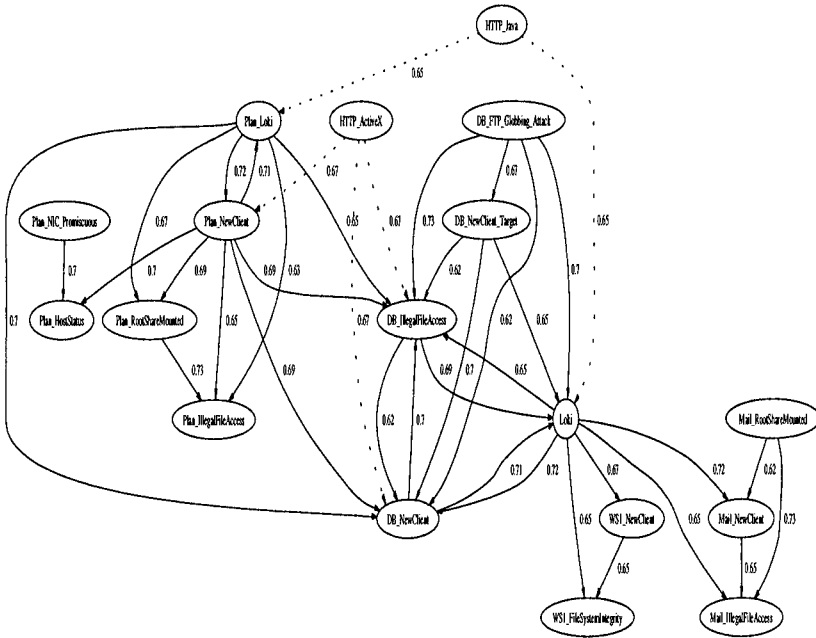 HTTP_Java
0.65
Plan_Loki
HTTP_ActiveX
DB_FTP_Globbing_Attack
0.72
0.71
0.67
0.67
Plan_NIC_Promiscuous
Plan_NewClient
DB_NewClient_Target
0.67
0.65
0.67
0.73
0.65
0.7
0.7
0.69
0.69
0.63
0.62
0.7
Plan_HostStatus
Plan_RootShareMounted
DB_IllegalFileAccess
0.7
0.65
0.67
0.62
0.65
0.73
0.69
0.69
0.7
0.65
Plan_IllegalFileAccess
0.62
0.7
Loki
Mail_RootShareMounted
0.71
0.72
0.67
0.72
0.62
DB_NewClient
WS1_NewClient
Mail_NewClient
0.65
0.65
0.73
0.65
0.65
WS1_FileSystemIntegrity
Mail_IllegalFileAccess